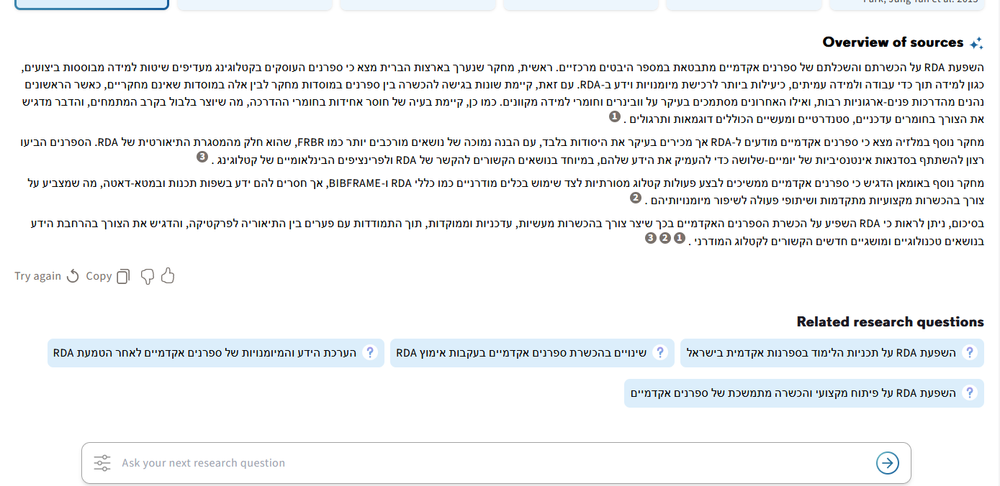 Park, Jung ran et al. 2015
Overview of sources
השפעת RDA על הכשרתם והשכלתם של ספרנים אקדמיים מתבטאת במספר היבטים מרכזיים. ראשית, מחקר שנערך בארצות הברית מצא כי ספרנים העוסקים בקטלוגינג מעדיפים שיטות למידה מבוססות ביצועים,
כגון למידה תוך כדי עבודה ולמידה עמיתים, כיעילות ביותר לרכישת מיומנויות וידע ב-RDA. עם זאת, קיימת שונות בגישה להכשרה בין ספרנים במוסדות מחקר לבין אלה במוסדות שאינם מחקריים, כאשר הראשונים
נהנים מהדרכות פנים-ארגוניות רבות, ואילו האחרונים מסתמכים בעיקר על וובינרים וחומרי למידה מקוונים. כמו כן, קיימת בעיה של חוסר אחידות בחומרי ההדרכה, מה שיוצר בלבול בקרב המתמחים, והדבר מדגיש
את הצורך בחומרים עדכניים, סטנדרטיים ומעשיים הכוללים דוגמאות ותרגולים . 1
מחקר נוסף במלזיה מצא כי ספרנים אקדמיים מודעים ל-RDA אך מכירים בעיקר את היסודות בלבד, עם הבנה נמוכה של נושאים מורכבים יותר כמו FRBR, שהוא חלק מהמסגרת התיאורטית של RDA. הספרנים הביעו
רצון להשתתף בסדנאות אינטנסיביות של יומיים-שלושה כדי להעמיק את הידע שלהם, במיוחד בנושאים הקשורים להקשר של RDA ולפרינציפים הבינלאומיים של קטלוגינג . 3
מחקר נוסף באומאן הדגיש כי ספרנים אקדמיים ממשיכים לבצע פעולות קטלוג מסורתיות לצד שימוש בכלים מודרניים כמו כללי RDA ו-BIBFRAME, אך חסרים להם ידע בשפות תכנות ובמטא-דאטה, מה שמצביע על
צורך בהכשרות מקצועיות מתקדמות ושיתופי פעולה לשיפור מיומנויותיהם . 2
בסיכום, ניתן לראות כי RDA השפיע על הכשרת הספרנים האקדמיים בכך שיצר צורך בהכשרות מעשיות, עדכניות וממוקדות, תוך התמודדות עם פערים בין התיאוריה לפרקטיקה, והדגיש את הצורך בהרחבת הידע
בנושאים טכנולוגיים ומושגיים חדשים הקשורים לקטלוג המודרני . 1 2 3
Try again Copy
Related research questions
השפעת RDA על תכניות הלימוד בספרנות אקדמית בישראל
שינויים בהכשרת ספרנים אקדמיים בעקבות אימוץ RDA
הערכת הידע והמיומנויות של ספרנים אקדמיים לאחר הטמעת RDA
השפעת RDA על פיתוח מקצועי והכשרה מתמשכת של ספרנים אקדמיים
Ask your next research question